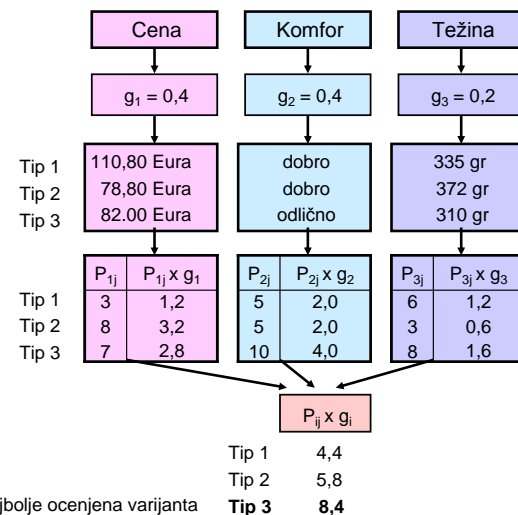 Cena Komfor Težina
g1 = 0,4 g2 = 0,4 g3 = 0,2
Tip 1 110,80 Eura dobro 335 gr
Tip 2 78,80 Eura dobro 372 gr
Tip 3 82.00 Eura odlično 310 gr
P1j P1j x g1 P2j P2j x g2 P3j P3j x g3
Tip 1 3 1,2 5 2,0 6 1,2
Tip 2 8 3,2 5 2,0 3 0,6
Tip 3 7 2,8 10 4,0 8 1,6
Pij x gi
Tip 1 4,4
Tip 2 5,8
jbolje ocenjena varijanta Tip 3 8,4